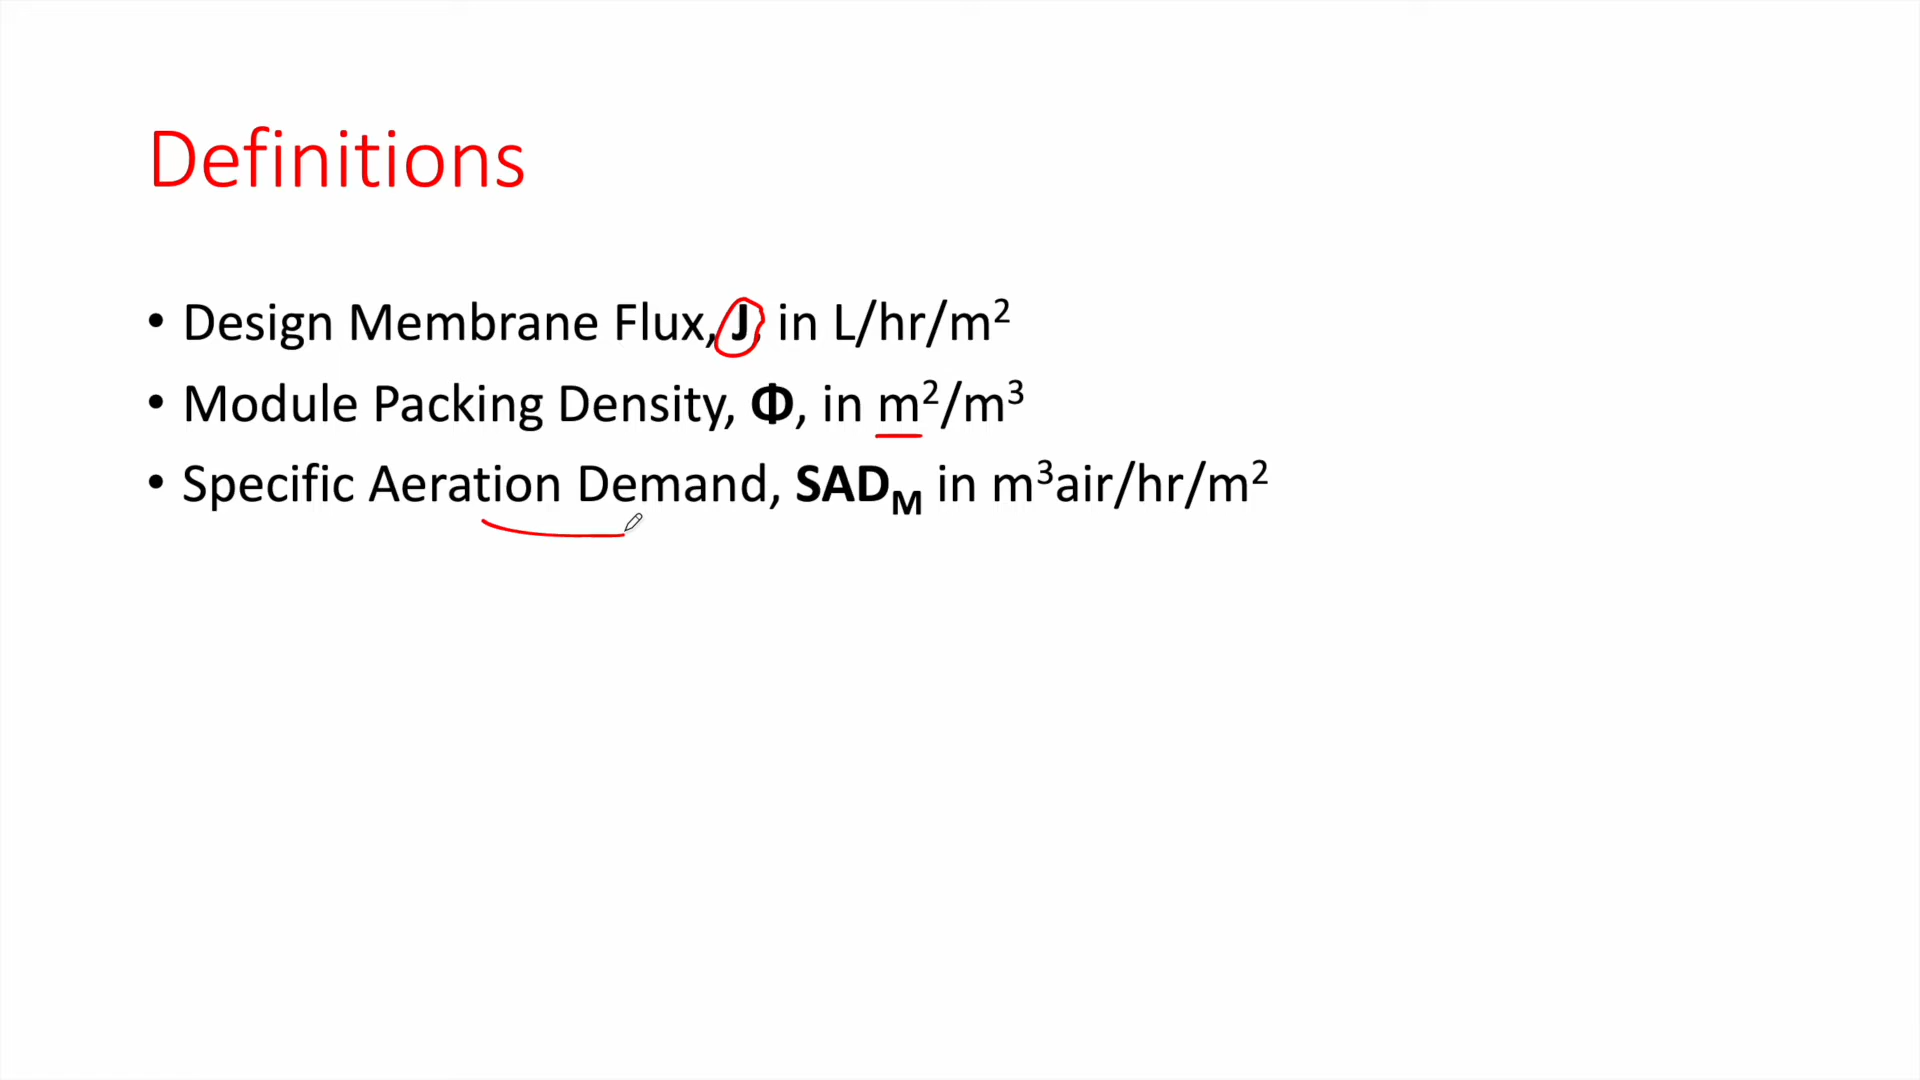 Definitions
• Design Membrane Flux, J, in L/hr/m²
• Module Packing Density, Φ, in m²/m³
• Specific Aeration Demand, SAD_M in m³air/hr/m²